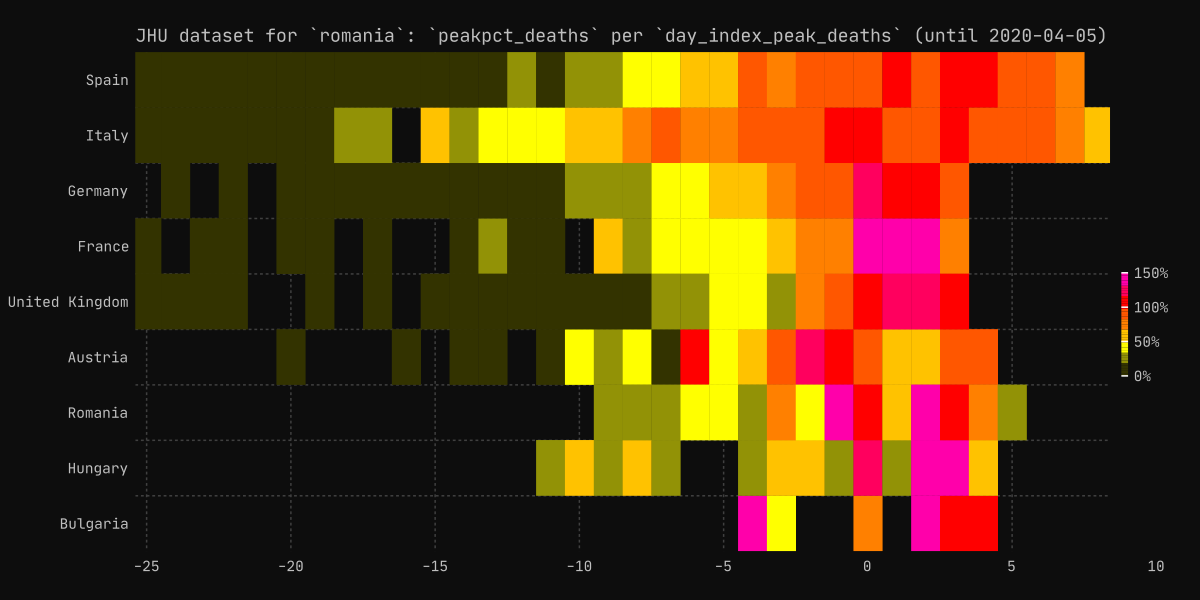 JHU dataset for `romania`: `peakpct_deaths` per `day_index_peak_deaths` (until 2020-04-05)
Spain
Italy
Germany
France
United Kingdom
Austria
Romania
Hungary
Bulgaria
150%
100%
50%
0%
-25 -20 -15 -10 -5 0 5 10